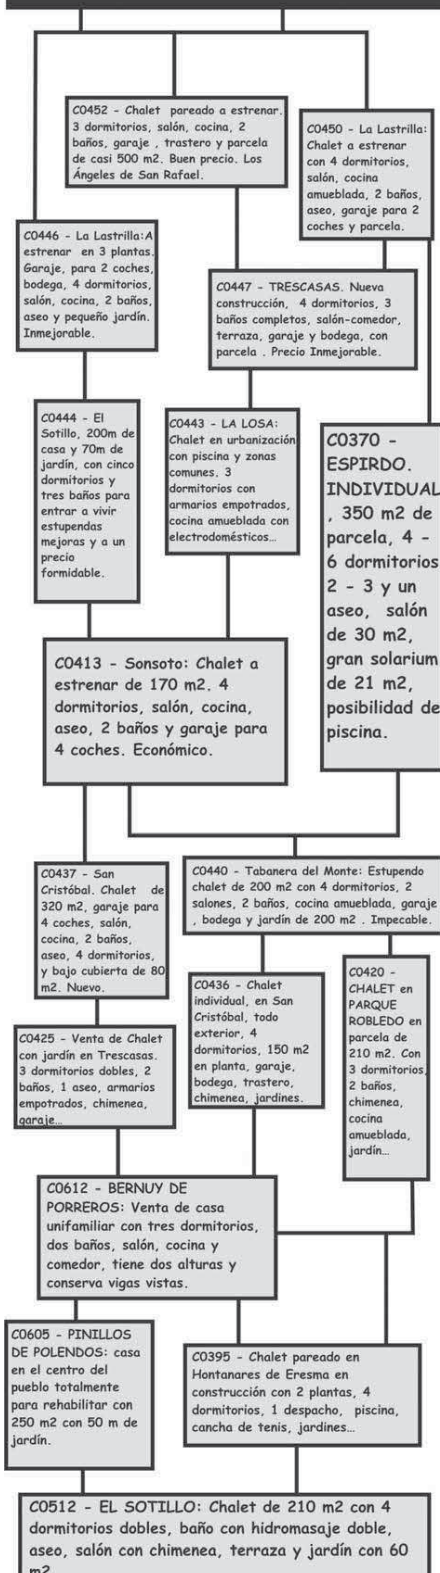 C0452 - Chalet pareado a estrenar.
3 dormitorios, salón, cocina, 2
baños, garaje , trastero y parcela
de casi 500 m2. Buen precio. Los
Ángeles de San Rafael.
C0450 - La Lastrilla:
Chalet a estrenar
con 4 dormitorios,
salón, cocina
amueblada, 2 baños,
aseo, garaje para 2
coches y parcela.
C0446 - La Lastrilla:A
estrenar en 3 plantas.
Garaje, para 2 coches,
bodega, 4 dormitorios,
salón, cocina, 2 baños,
aseo y pequeño jardín.
Inmejorable.
C0447 - TRESCASAS. Nueva
construcción, 4 dormitorios, 3
baños completos, salón-comedor,
terraza, garaje y bodega, con
parcela . Precio Inmejorable.
C0444 - El
Sotillo, 200m de
casa y 70m de
jardín, con cinco
dormitorios y
tres baños para
entrar a vivir
estupendas
mejoras y a un
precio
formidable.
C0443 - LA LOSA:
Chalet en urbanización
con piscina y zonas
comunes. 3
dormitorios con
armarios empotrados,
cocina amueblada con
electrodomésticos...
C0370 -
ESPIRDO.
INDIVIDUAL
, 350 m2 de
parcela, 4 -
6 dormitorios
2 - 3 y un
aseo, salón
de 30 m2,
gran solarium
de 21 m2,
posibilidad de
piscina.
C0413 - Sonsoto: Chalet a
estrenar de 170 m2. 4
dormitorios, salón, cocina,
aseo, 2 baños y garaje para
4 coches. Económico.
C0437 - San
Cristóbal. Chalet de
320 m2, garaje para
4 coches, salón,
cocina, 2 baños,
aseo, 4 dormitorios,
y bajo cubierta de 80
m2. Nuevo.
C0440 - Tabanera del Monte: Estupendo
chalet de 200 m2 con 4 dormitorios, 2
salones, 2 baños, cocina amueblada, garaje
, bodega y jardín de 200 m2 . Impecable.
C0436 - Chalet
individual, en San
Cristóbal, todo
exterior, 4
dormitorios, 150 m2
en planta, garaje,
bodega, trastero,
chimenea, jardines.
C0420 -
CHALET en
PARQUE
ROBLEDO en
parcela de
210 m2. Con
3 dormitorios,
2 baños,
chimenea,
cocina
amueblada,
jardín...
C0425 - Venta de Chalet
con jardín en Trescasas.
3 dormitorios dobles, 2
baños, 1 aseo, armarios
empotrados, chimenea,
garaje...
C0612 - BERNUY DE
PORREROS: Venta de casa
unifamiliar con tres dormitorios,
dos baños, salón, cocina y
comedor, tiene dos alturas y
conserva vigas vistas.
C0605 - PINILLOS
DE POLENDOS: casa
en el centro del
pueblo totalmente
para rehabilitar con
250 m2 con 50 m de
jardín.
C0395 - Chalet pareado en
Hontanares de Eresma en
construcción con 2 plantas, 4
dormitorios, 1 despacho, piscina,
cancha de tenis, jardines...
C0512 - EL SOTILLO: Chalet de 210 m2 con 4
dormitorios dobles, baño con hidromasaje doble,
aseo, salón con chimenea, terraza y jardín con 60
m2